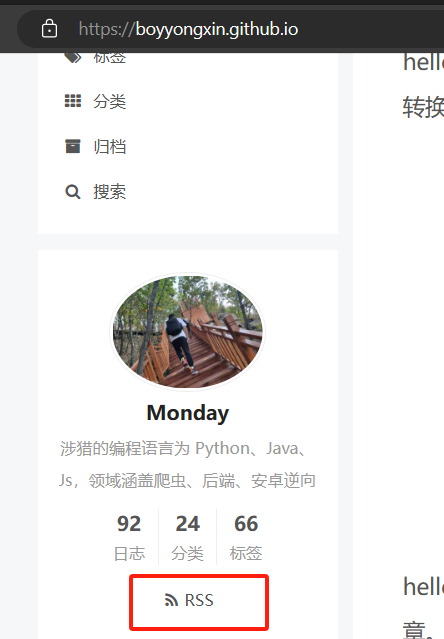 https://boyyongxin.github.io
标签
分类
归档
搜索
Monday
涉猎的编程语言为 Python、Java、
Js，领域涵盖爬虫、后端、安卓逆向
92 24 66
日志 分类 标签
RSS
转换
章。